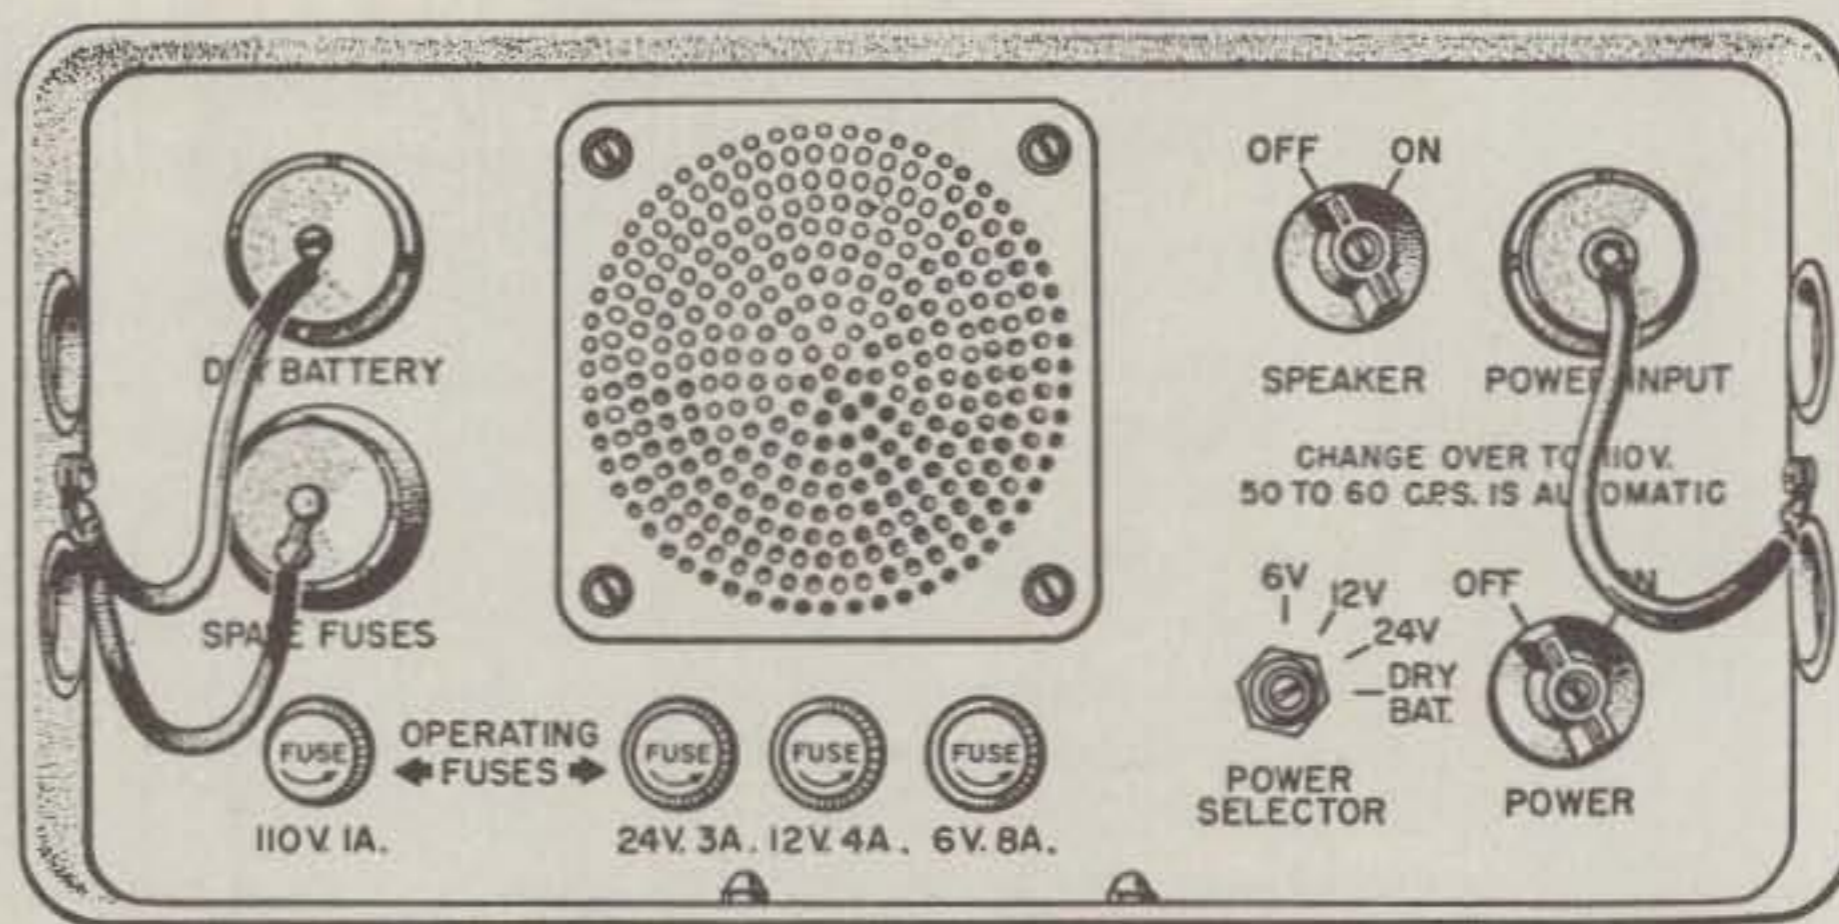 OFF ON
DRY BATTERY
SPEAKER
POWER INPUT
CHANGE OVER TO 110V.
50 TO 60 C.P.S. IS AUTOMATIC
SPARE FUSES
6V
12V
24V
DRY
BAT.
OFF ON
POWER
SELECTOR
POWER
FUSE
OPERATING
FUSES
FUSE
FUSE
FUSE
110V. 1A.
24V. 3A.
12V. 4A.
6V. 8A.